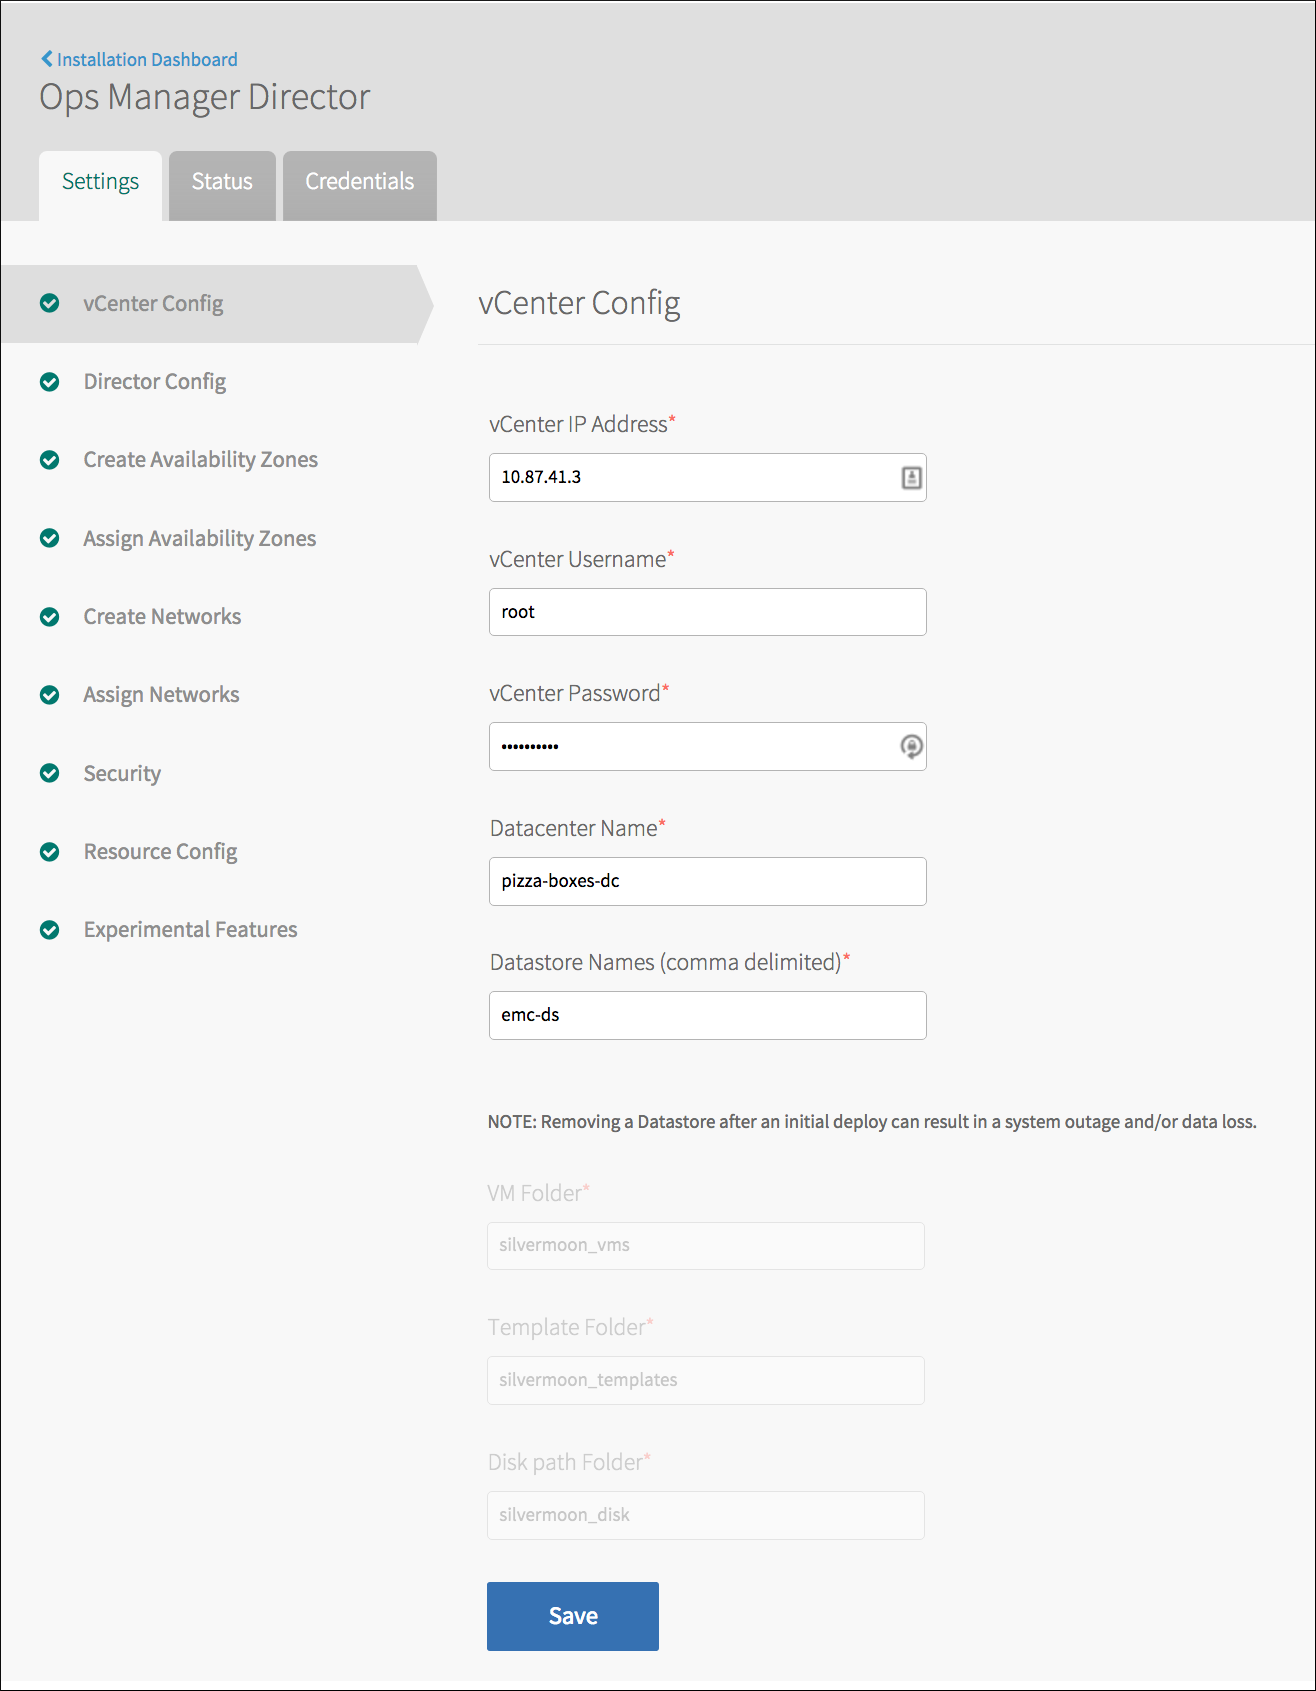 Installation Dashboard
Ops Manager Director
Settings
Status
Credentials
vCenter Config
Director Config
Create Availability Zones
Assign Availability Zones
Create Networks
Assign Networks
Security
Resource Config
Experimental Features
vCenter Config
vCenter IP Address*
10.87.41.3
vCenter Username*
root
vCenter Password*
••••••••••
Datacenter Name*
pizza-boxes-dc
Datastore Names (comma delimited)*
emc-ds
NOTE: Removing a Datastore after an initial deploy can result in a system outage and/or data loss.
VM Folder*
silvermoon_vms
Template Folder*
silvermoon_templates
Disk path Folder*
silvermoon_disk
Save